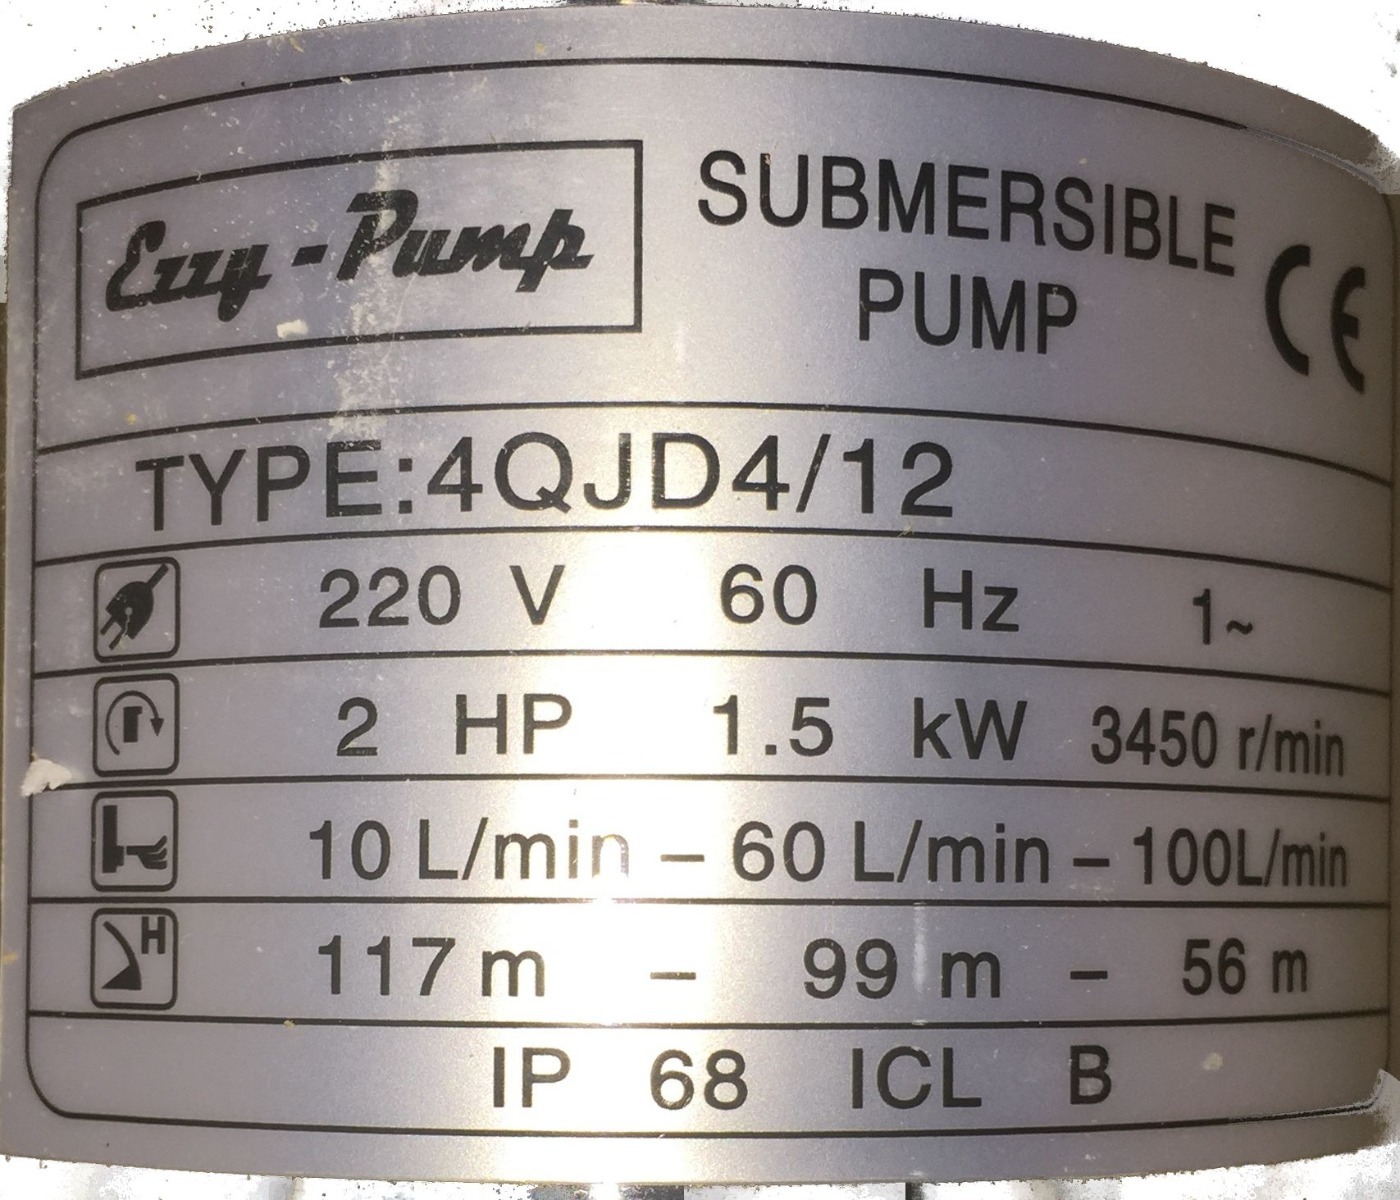 Ezzy-Pump
SUBMERSIBLE
PUMP
CE
TYPE:4QJD4/12
220 V 60 Hz 1~
2 HP 1.5 kW 3450 r/min
10 L/min – 60 L/min – 100L/min
H
117 m – 99 m – 56 m
IP 68 ICL B